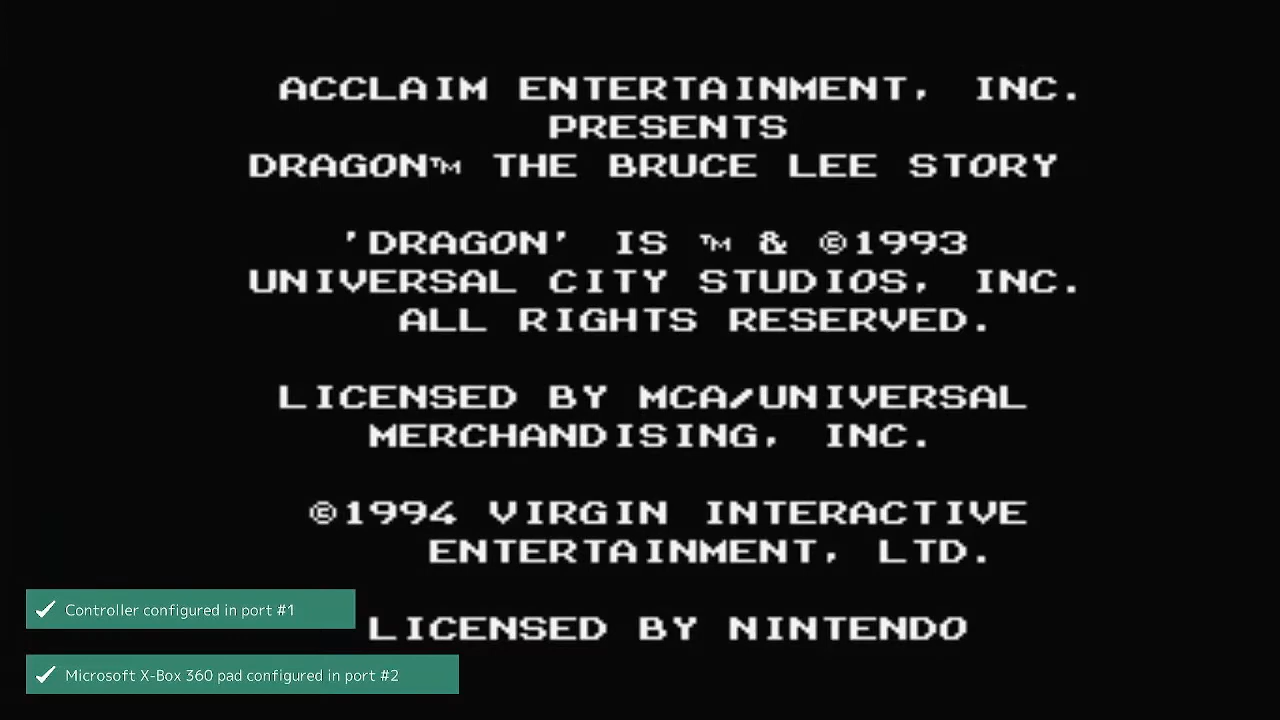 ACCLAIM ENTERTAINMENT, INC.
PRESENTS
DRAGON™ THE BRUCE LEE STORY
'DRAGON' IS ™ & ©1993
UNIVERSAL CITY STUDIOS, INC.
ALL RIGHTS RESERVED.
LICENSED BY MCA/UNIVERSAL
MERCHANDISING, INC.
©1994 VIRGIN INTERACTIVE
ENTERTAINMENT, LTD.
Controller configured in port #1
LICENSED BY NINTENDO
Microsoft X-Box 360 pad configured in port #2